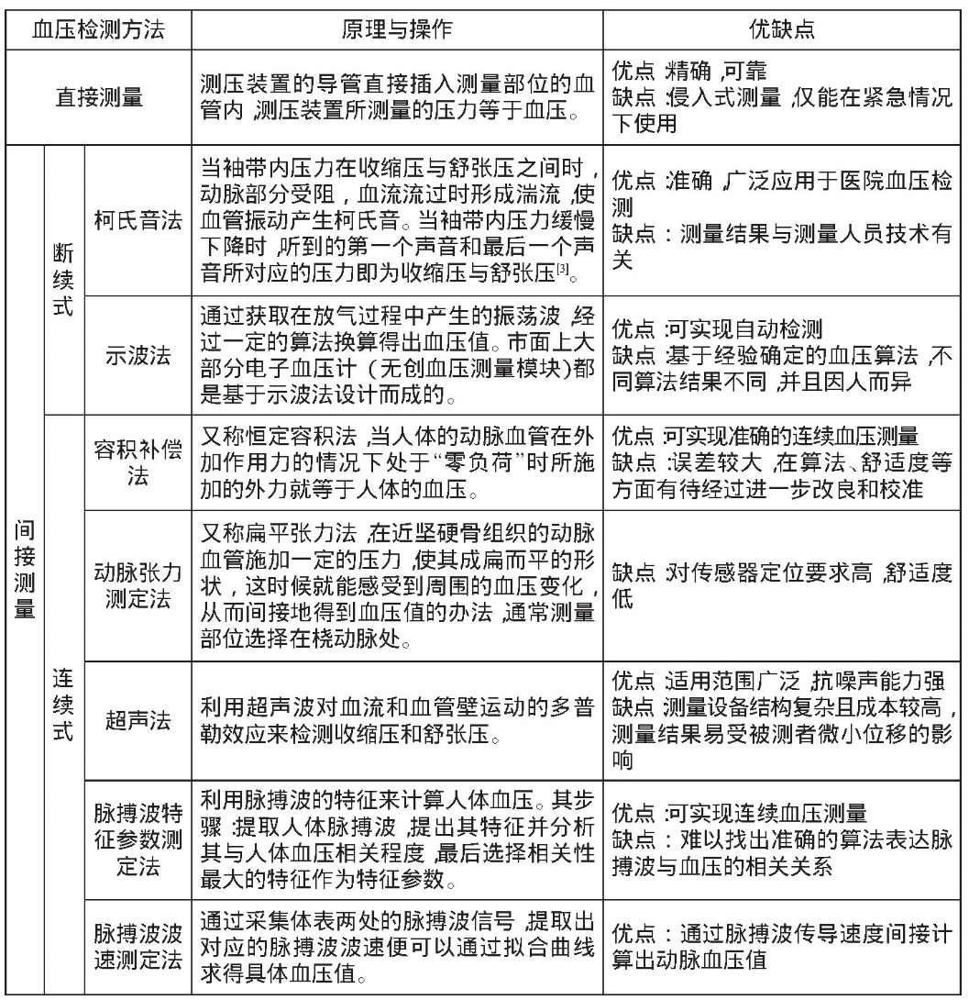 血压检测方法
原理与操作
优缺点
直接测量
测压装置的导管直接插入测量部位的血
管内,测压装置所测量的压力等于血压。
优点:精确,可靠
缺点:侵入式测量,仅能在紧急情况
下使用
间接测量
断续式
柯氏音法
当袖带内压力在收缩压与舒张压之间时,
动脉部分受阻,血流流过时形成湍流,使
血管振动产生柯氏音。当袖带内压力缓慢
下降时,听到的第一个声音和最后一个声
音所对应的压力即为收缩压与舒张压[3]。
优点:准确,广泛应用于医院血压检
测
缺点:测量结果与测量人员技术有
关
示波法
通过获取在放气过程中产生的振荡波,经
过一定的算法换算得出血压值。市面上大
部分电子血压计(无创血压测量模块)都
是基于示波法设计而成的。
优点:可实现自动检测
缺点:基于经验确定的血压算法,不
同算法结果不同,并且因人而异
连续式
容积补偿
法
又称恒定容积法,当人体的动脉血管在外
加作用力的情况下处于“零负荷”时所施
加的外力就等于人体的血压。
优点:可实现准确的连续血压测量
缺点:误差较大,在算法、舒适度等
方面有待经过进一步改良和校准
动脉张力
测定法
又称扁平张力法,在近坚硬骨组织的动脉
血管施加一定的压力,使其成扁而平的形
状,这时候就能感受到周围的血压变化,
从而间接地得到血压值的办法,通常测量
部位选择在桡动脉处。
缺点:对传感器定位要求高,舒适度
低
超声法
利用超声波对血流和血管壁运动的多普
勒效应来检测收缩压和舒张压。
优点:适用范围广泛,抗噪声能力强
缺点:测量设备结构复杂且成本较高,
测量结果易受被测者微小位移的影
响
脉搏波特
征参数测
定法
利用脉搏波的特征来计算人体血压。其步
骤:提取人体脉搏波,提出其特征并分析
其与人体血压相关程度,最后选择相关性
最大的特征作为特征参数。
优点:可实现连续血压测量
缺点:难以找出准确的算法表达脉
搏波与血压的相关关系
脉搏波波
速测定法
通过采集体表两处的脉搏波信号,提取出
对应的脉搏波波速便可以通过拟合曲线
求得具体血压值。
优点:通过脉搏波传导速度间接计
算出动脉血压值